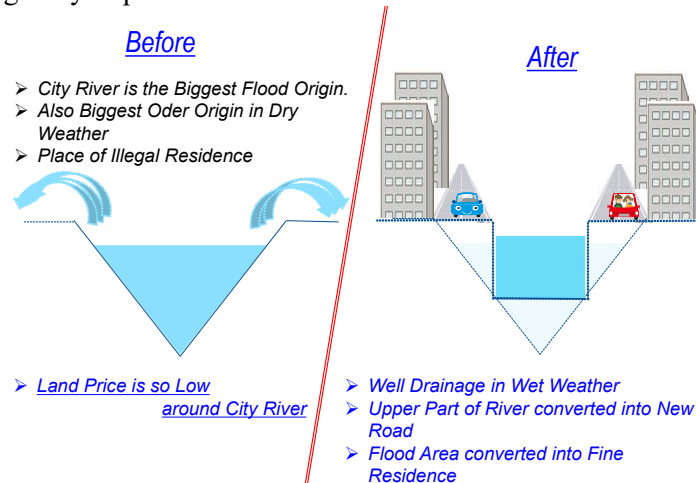 Before
➢ City River is the Biggest Flood Origin.
➢ Also Biggest Oder Origin in Dry
Weather
➢ Place of Illegal Residence
➢ Land Price is so Low
around City River
After
➢ Well Drainage in Wet Weather
➢ Upper Part of River converted into New
Road
➢ Flood Area converted into Fine
Residence